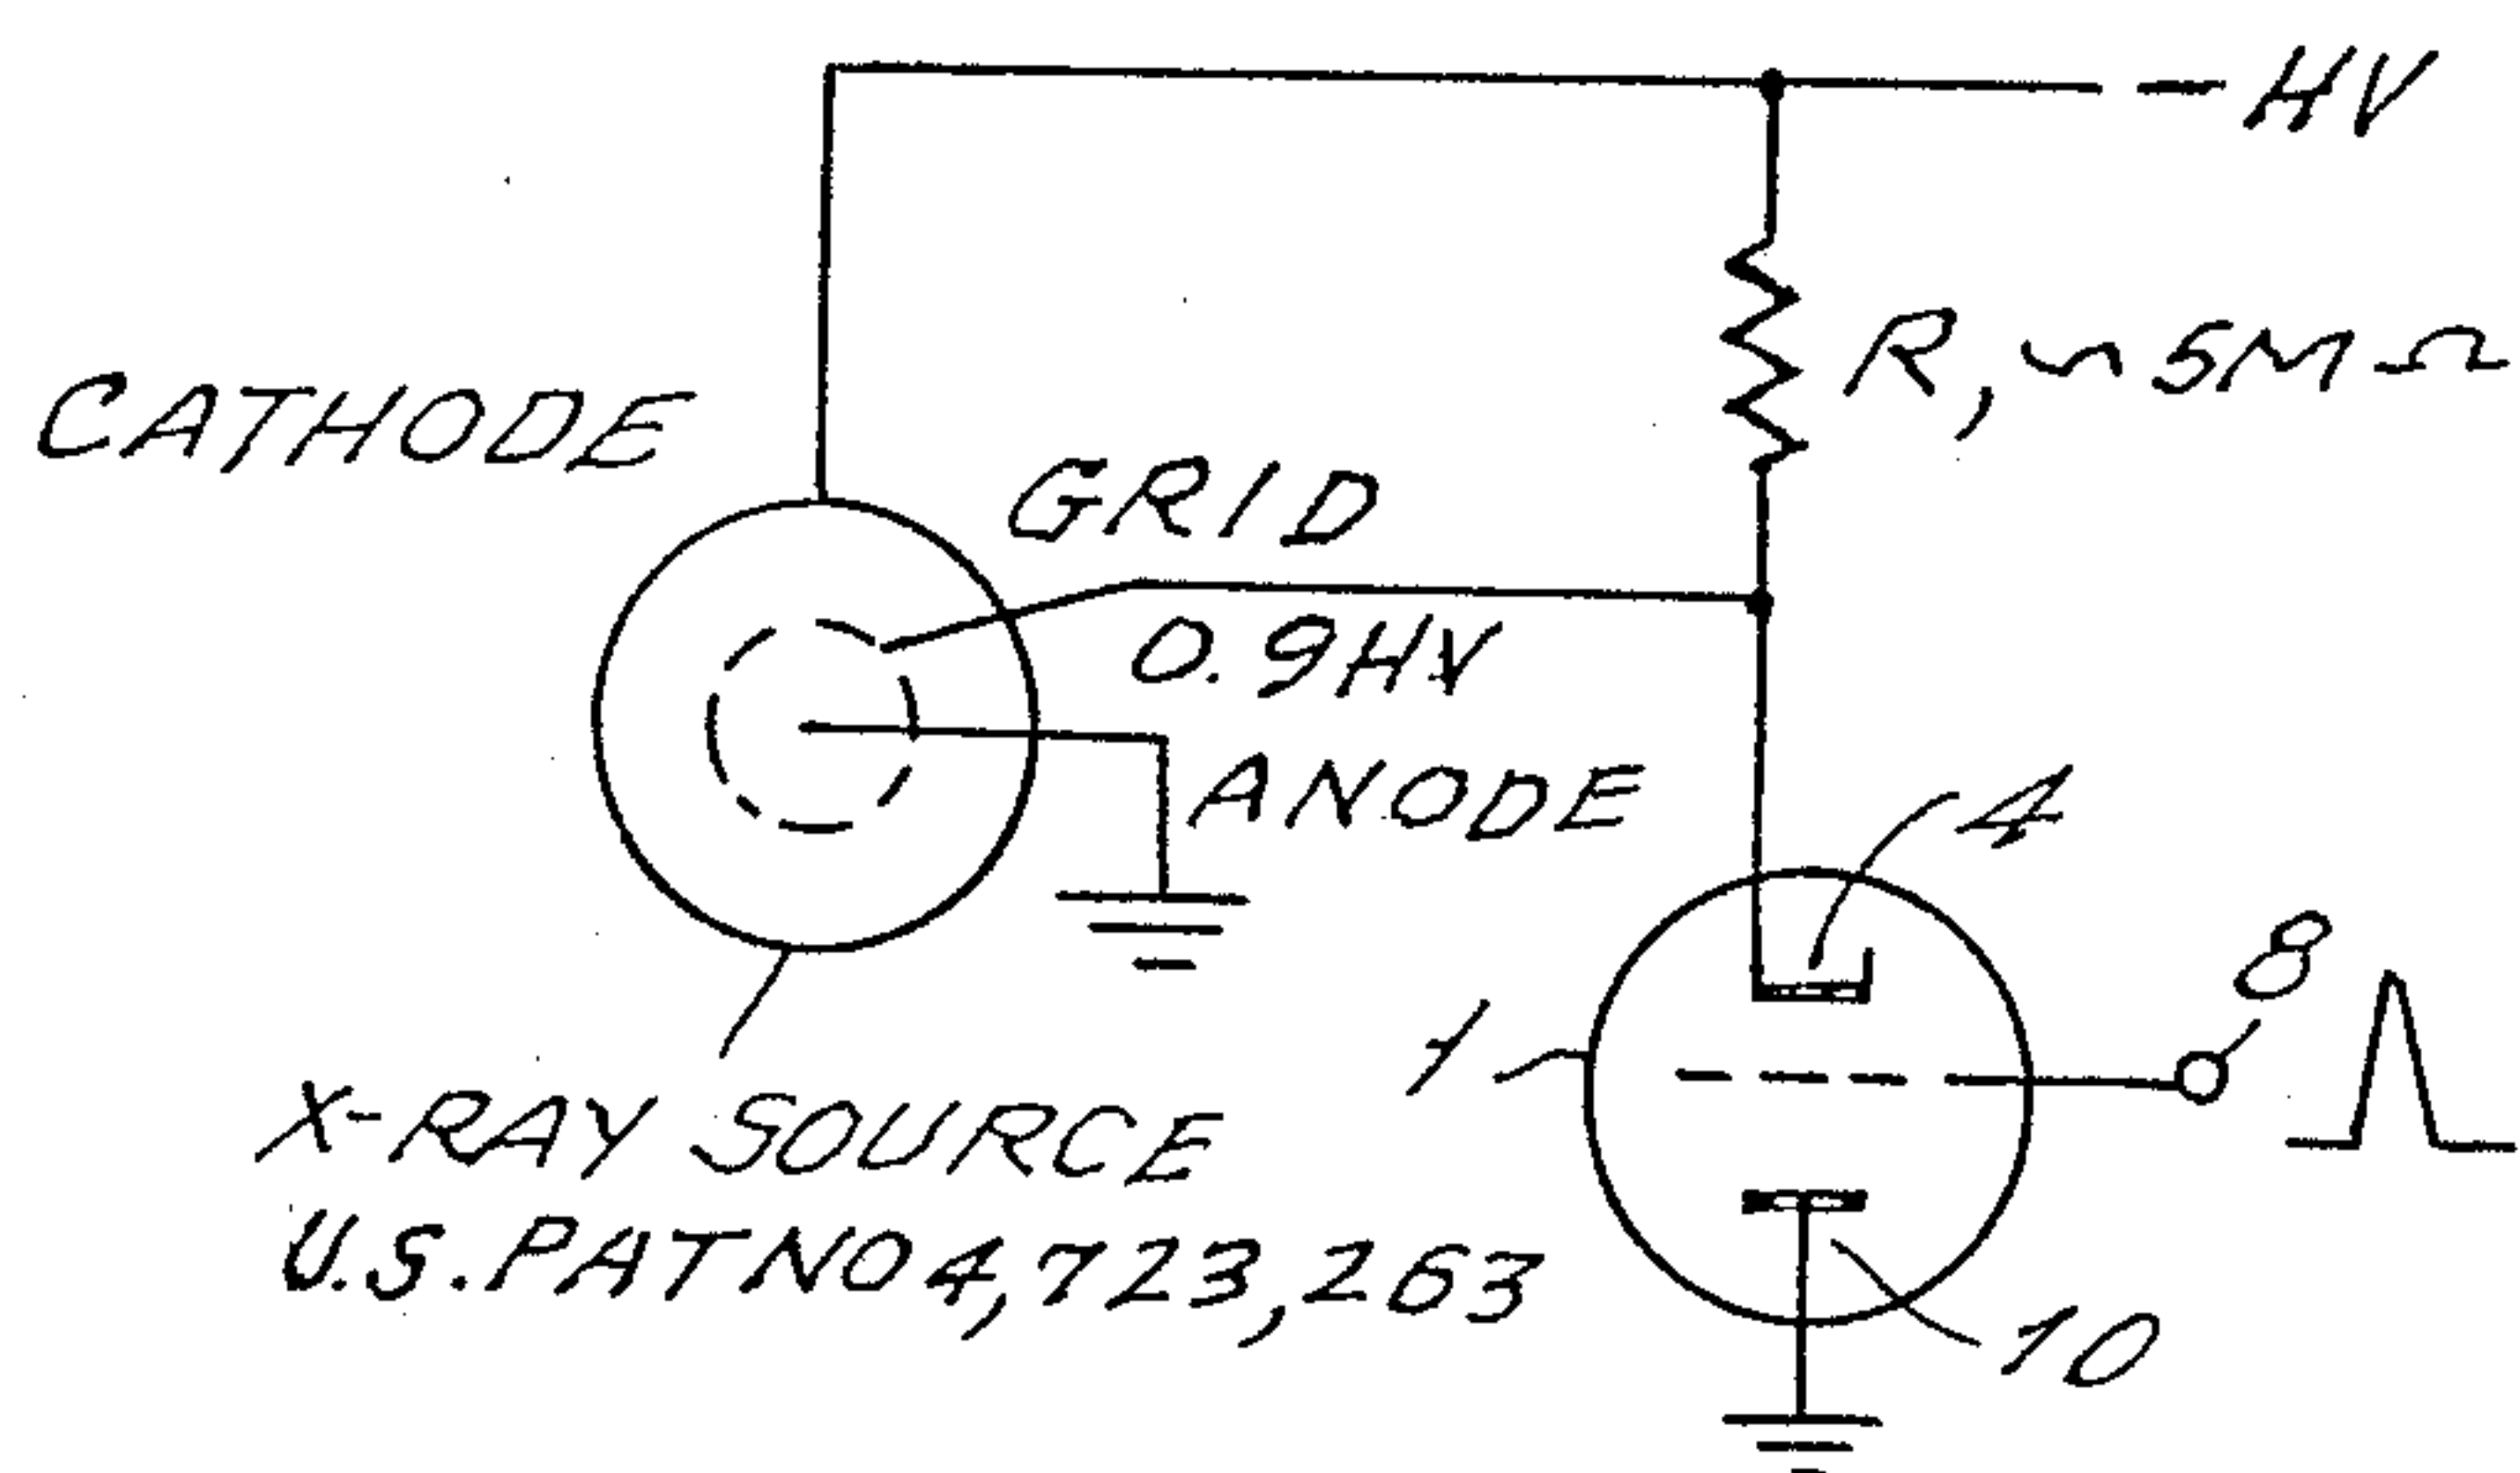 - HV
R, ~ 5MΩ
CATHODE
GRID
0.9HV
ANODE
4
8
1
X-RAY SOURCE
U.S. PAT NO 4,723,263
10